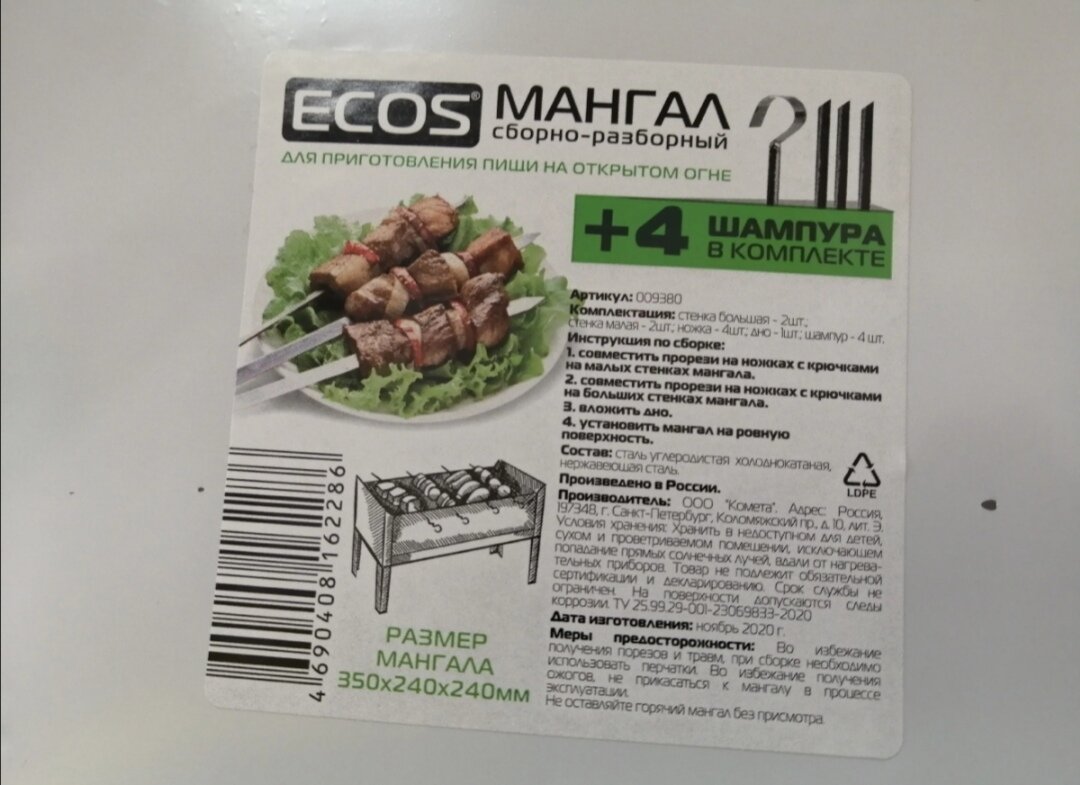 ECOS® МАНГАЛ
сборно-разборный
ДЛЯ ПРИГОТОВЛЕНИЯ ПИЩИ НА ОТКРЫТОМ ОГНЕ
+4 ШАМПУРА
В КОМПЛЕКТЕ
Артикул: 009380
Комплектация: стенка большая - 2шт.;
стенка малая - 2шт.; ножка - 4шт.; дно - 1шт.; шампур - 4 шт.
Инструкция по сборке:
1. совместить прорези на ножках с крючками
на малых стенках мангала.
2. совместить прорези на ножках с крючками
на больших стенках мангала.
3. вложить дно.
4. установить мангал на ровную
поверхность.
Состав: сталь углеродистая холоднокатаная,
нержавеющая сталь.
Произведено в России.
Производитель: ООО "Комета". Адрес: Россия,
197348, г. Санкт-Петербург, Коломяжский пр., д. 10, лит. Э.
Условия хранения: Хранить в недоступном для детей,
сухом и проветриваемом помещении, исключающем
попадание прямых солнечных лучей, вдали от нагрева-
тельных приборов. Товар не подлежит обязательной
сертификации и декларированию. Срок службы не
ограничен. На поверхности допускаются следы
коррозии. ТУ 25.99.29-001-23069833-2020
Дата изготовления: ноябрь 2020 г.
Меры предосторожности: Во избежание
получения порезов и травм, при сборке необходимо
использовать перчатки. Во избежание получения
ожогов, не прикасаться к мангалу в процессе
эксплуатации.
Не оставляйте горячий мангал без присмотра.
LDPE
4 690408 162286
РАЗМЕР
МАНГАЛА
350х240х240мм